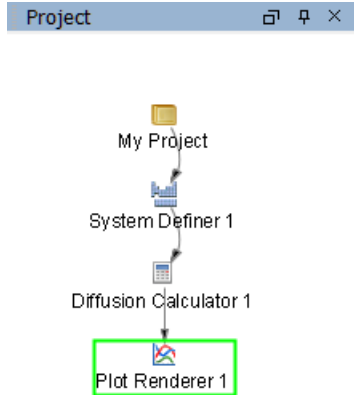 Project
My Project
System Definer 1
Diffusion Calculator 1
Plot Renderer 1